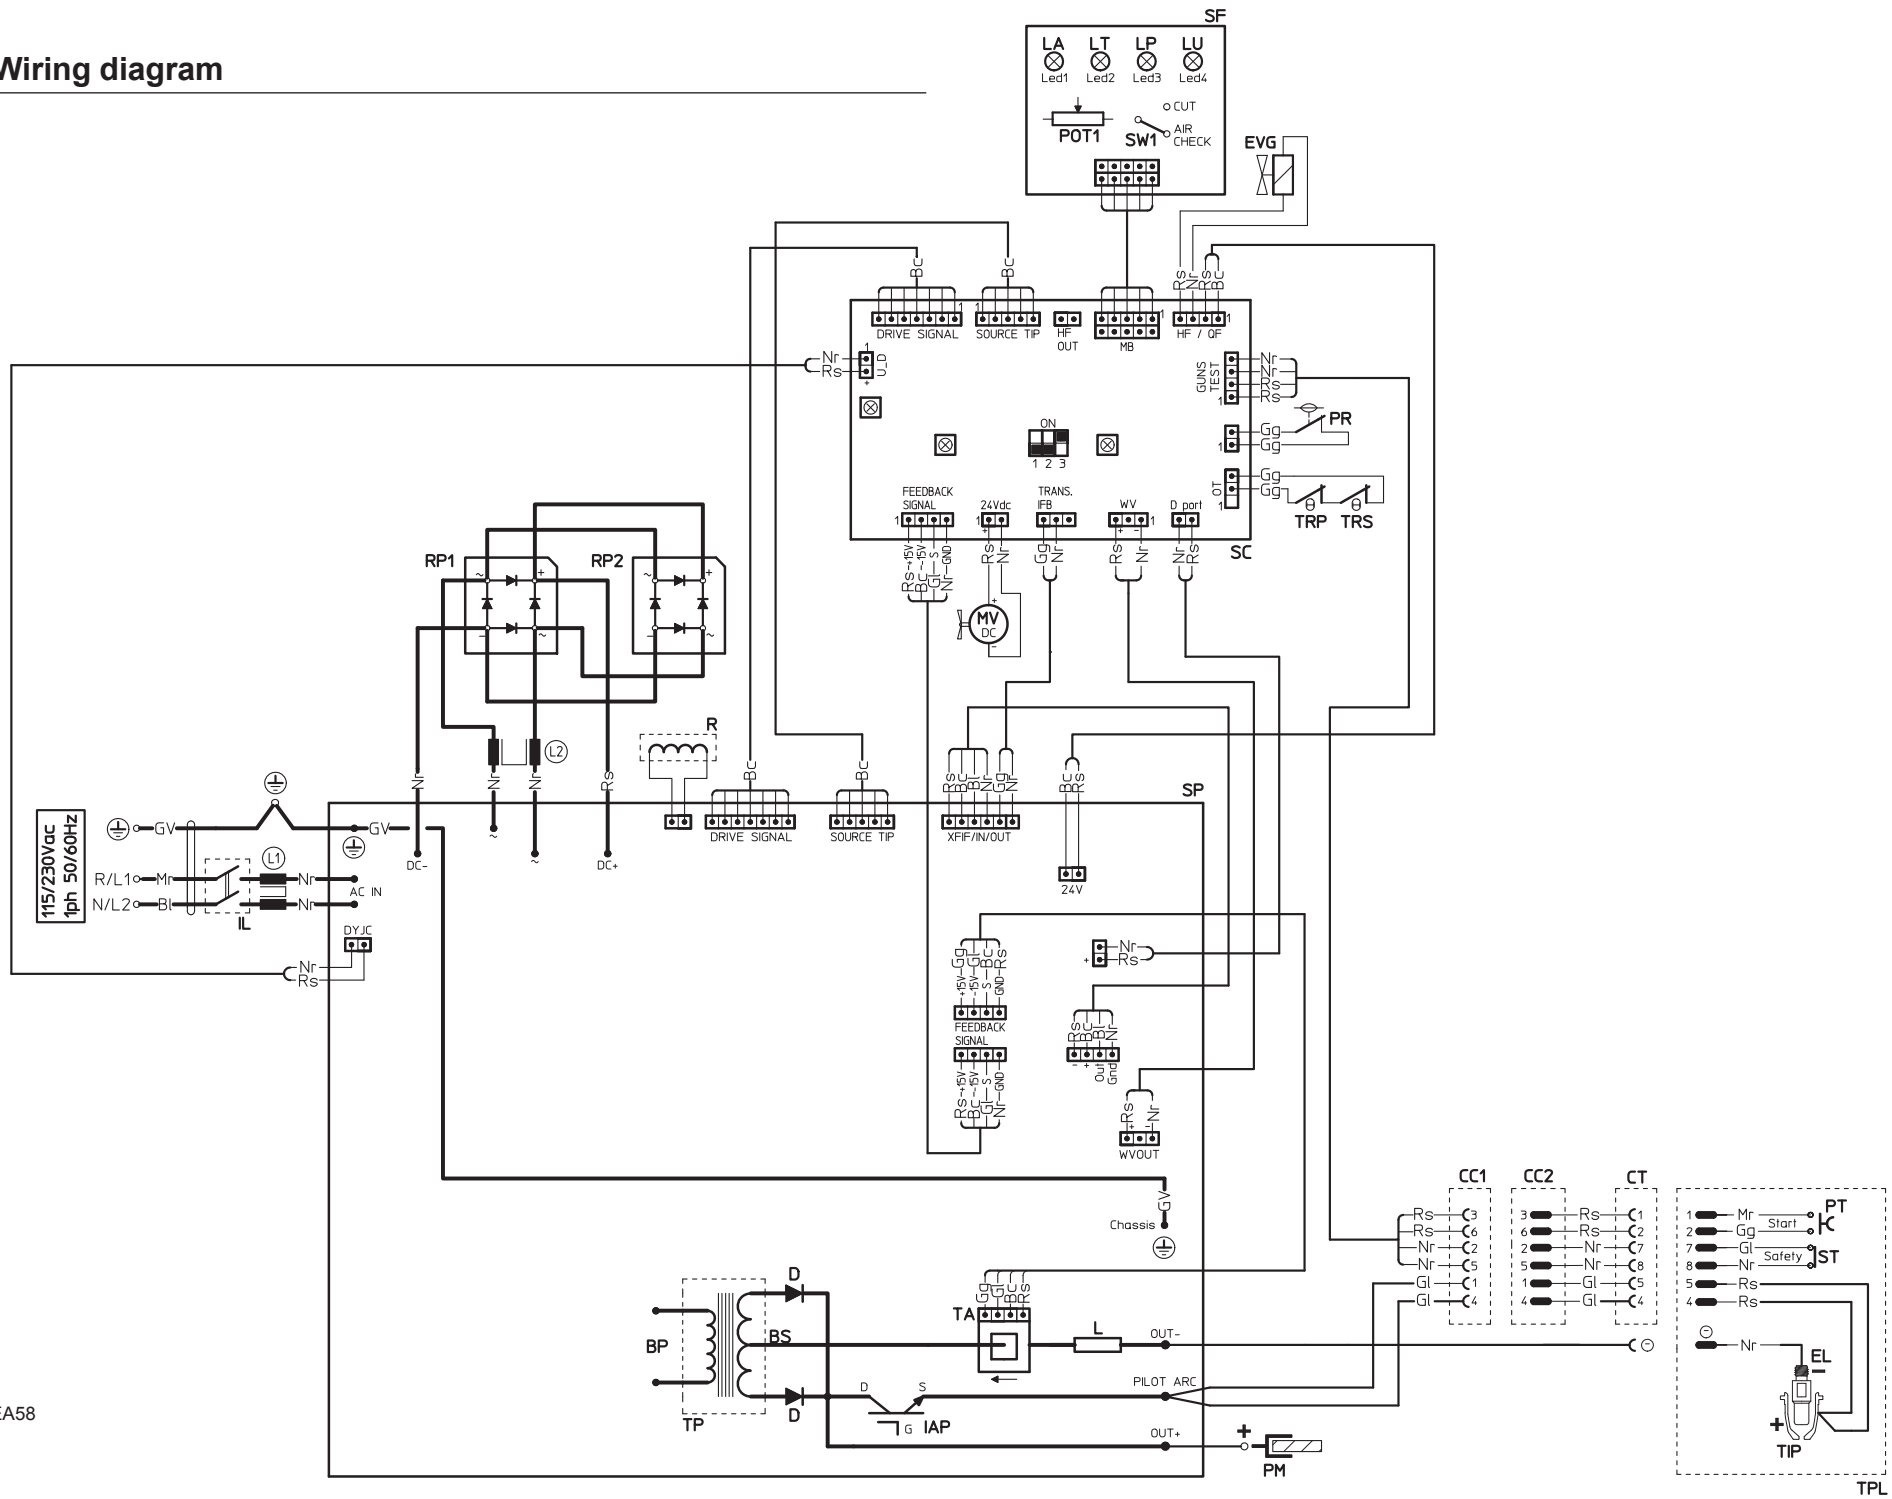 Wiring diagram
SF
LA LT LP LU
Led1 Led2 Led3 Led4
CUT
AIR
CHECK
POT1 SW1
EVG
Bc Bc Rs Nr Rs Bc
1 1 1 1
DRIVE SIGNAL SOURCE TIP HF OUT MB HF / QF
Nr 1
Rs + U_D
GUNS TEST
Nr
Nr
Rs
1 Rs
PR
Gg
1 Gg
ON
1 2 3
OT
Gg
Gg
1
TRP TRS
FEEDBACK SIGNAL 24Vdc TRANS. IFB WV D port
1 1 + + - 1
SC
Rs-+15V Bc--15V Gl-S Nr-GND Rs Nr Gg Nr Rs Nr Nr Rs
MV
DC
+
-
RP1 RP2
~ + ~ +
- ~ - ~
L2
R
Nr Nr Nr Rs Bc Bc Rs Bc Bl Nr Gg Nr Bc Rs
SP
DC- ~ ~ DC+
DRIVE SIGNAL SOURCE TIP XFIF/IN/OUT
24V
115/230Vac
1ph 50/60Hz
GV GV
L1
R/L1 Mr Nr
AC IN
N/L2 Bl Nr
IL
DYJC
Nr
Rs
+15V-Gg -15V-Gl S-Bc GND-Rs
FEEDBACK
SIGNAL
Rs-+15V Bc--15V Gl-S Nr-GND
Nr
+ Rs
Rs Bc Bl Nr
- + Out Gnd
Rs Nr
+ -
WVOUT
GV
Chassis
CC1 CC2 CT
Rs 3 3 Rs 1
Rs 6 6 Rs 2
Nr 2 2 Nr 7
Nr 5 5 Nr 8
Gl 1 1 Gl 5
Gl 4 4 Gl 4
1 Mr PT
2 Gg Start
7 Gl
8 Nr Safety ST
5 Rs
4 Rs
- Nr
EL
-
+
TIP
TPL
Gg Gl Bc Rs
TA
L
OUT-
-
D
BP BS
TP
D
D S
G IAP
PILOT ARC
OUT+
+
PM
EA58